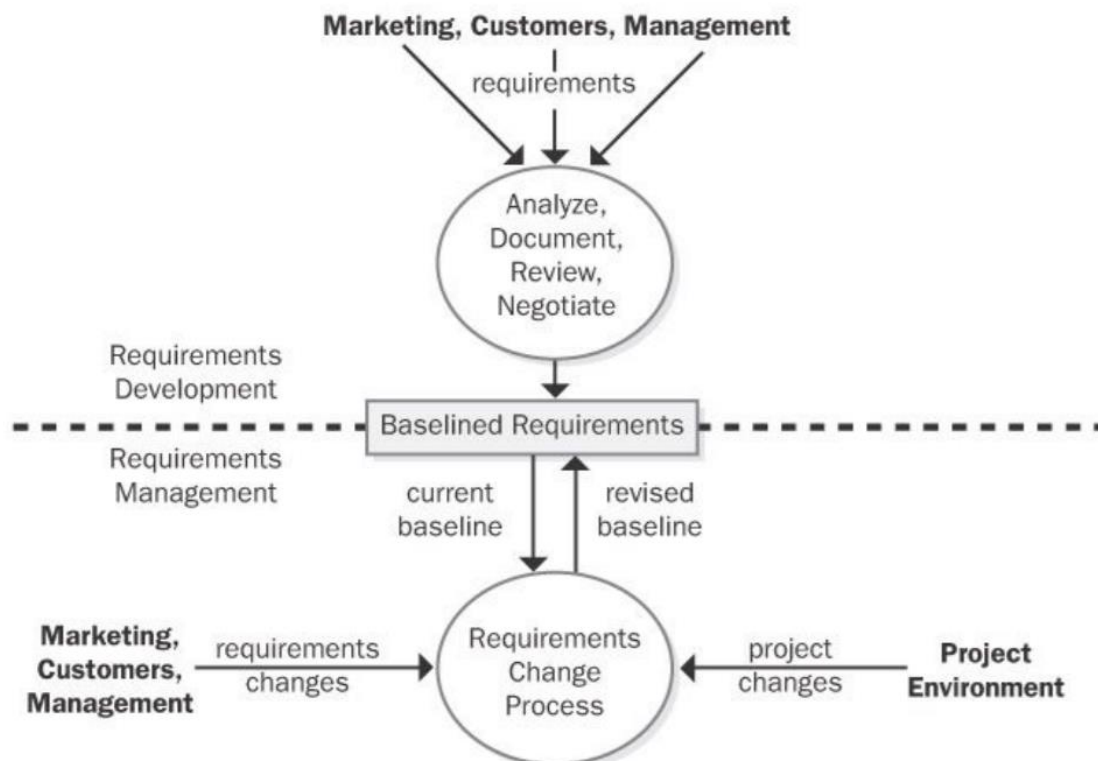 Marketing, Customers, Management
requirements
Analyze,
Document,
Review,
Negotiate
Requirements
Development
Baselined Requirements
Requirements
Management
current
baseline
revised
baseline
Marketing,
Customers,
Management
requirements
changes
Requirements
Change
Process
project
changes
Project
Environment